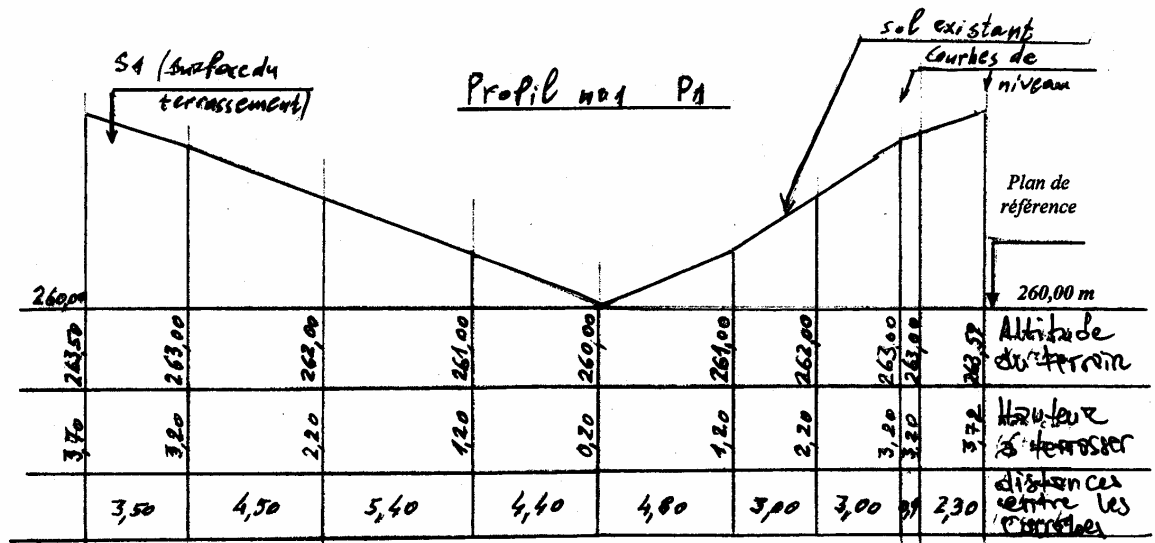 sol existant
S1 (surface du
terrassement)
Courbes de
niveau
Profil no1 P1
Plan de
référence
260,00
260,00 m
263,50 263,00 262,00 261,00 260,00 261,00 262,00 263,00 263,00 263,52
Altitude
du terrain
3,70 3,20 2,20 1,20 0,20 1,20 2,20 3,20 3,20 3,72
Hauteur
à terrasser
3,50 4,50 5,40 4,40 4,80 3,00 3,00 2,30
distances
entre les
courbes